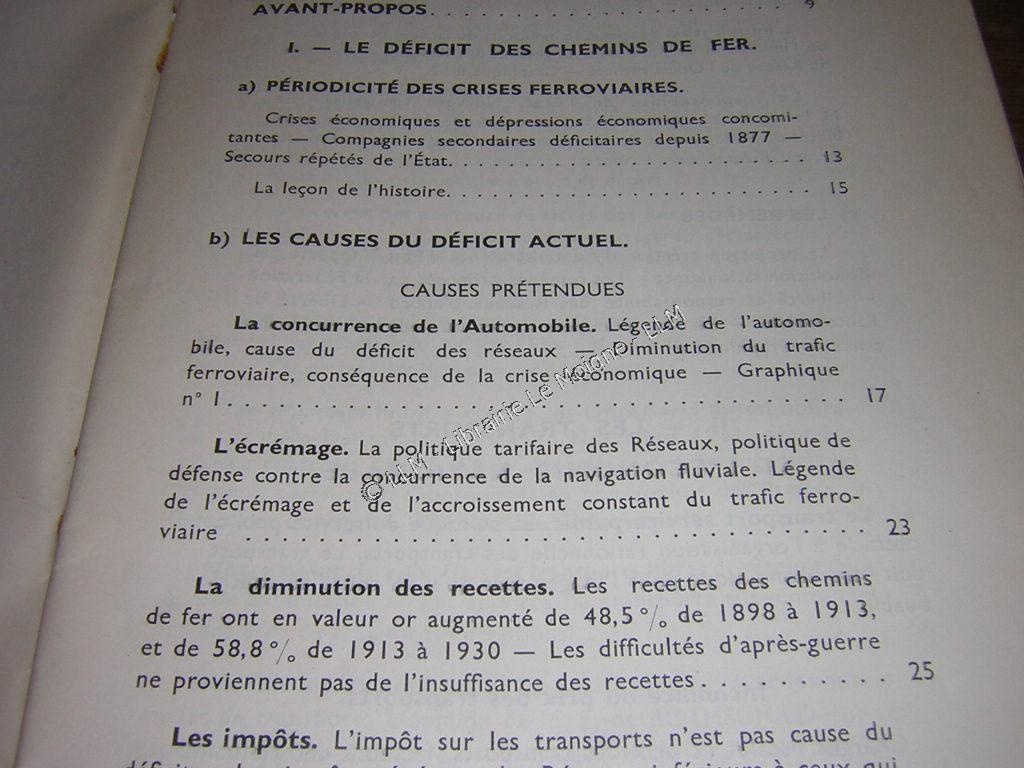 AVANT-PROPOS. . . . . . . . . . . . . . . . 9
I. — LE DÉFICIT DES CHEMINS DE FER.
a) PÉRIODICITÉ DES CRISES FERROVIAIRES.
Crises économiques et dépressions économiques concomi-
tantes — Compagnies secondaires déficitaires depuis 1877 —
Secours répétés de l'État. . . . . . . . . . . . . . . . . . . . . 13
La leçon de l'histoire. . . . . . . . . . . . . . . . . . . . . 15
b) LES CAUSES DU DÉFICIT ACTUEL.
CAUSES PRÉTENDUES
La concurrence de l'Automobile. Légende de l'automo-
bile, cause du déficit des réseaux — Diminution du trafic
ferroviaire, conséquence de la crise économique — Graphique
n° 1 . . . . . . . . . . . . . . . . . . . . . . . . . . . . . 17
L'écrémage. La politique tarifaire des Réseaux, politique de
défense contre la concurrence de la navigation fluviale. Légende
de l'écrémage et de l'accroissement constant du trafic ferro-
viaire . . . . . . . . . . . . . . . . . . . . . . . . 23
La diminution des recettes. Les recettes des chemins
de fer ont en valeur or augmenté de 48,5 % de 1898 à 1913,
et de 58,8 % de 1913 à 1930 — Les difficultés d'après-guerre
ne proviennent pas de l'insuffisance des recettes . . . . . . . . . . 25
Les impôts. L'impôt sur les transports n'est pas cause du
© LLM - Librairie Le Moigne - LLM